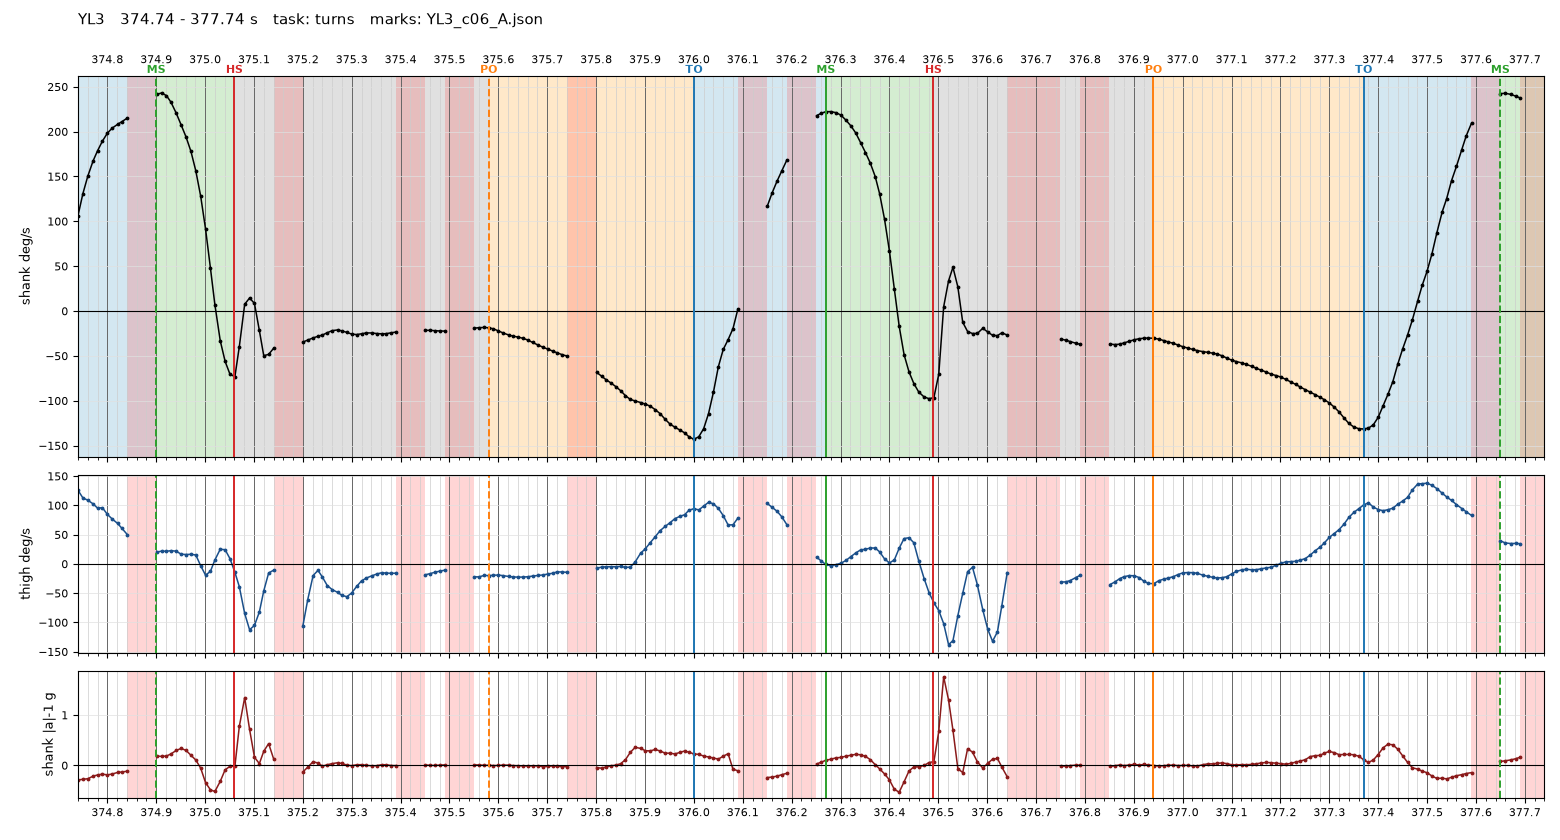 YL3   374.74 - 377.74 s   task: turns   marks: YL3_c06_A.json
374.8 374.9 375.0 375.1 375.2 375.3 375.4 375.5 375.6 375.7 375.8 375.9 376.0 376.1 376.2 376.3 376.4 376.5 376.6 376.7 376.8 376.9 377.0 377.1 377.2 377.3 377.4 377.5 377.6 377.7
MS HS PO TO MS HS PO TO MS
250
200
150
100
50
0
−50
−100
−150
shank deg/s
150
100
50
0
−50
−100
−150
thigh deg/s
1
0
shank |a|-1 g
374.8 374.9 375.0 375.1 375.2 375.3 375.4 375.5 375.6 375.7 375.8 375.9 376.0 376.1 376.2 376.3 376.4 376.5 376.6 376.7 376.8 376.9 377.0 377.1 377.2 377.3 377.4 377.5 377.6 377.7